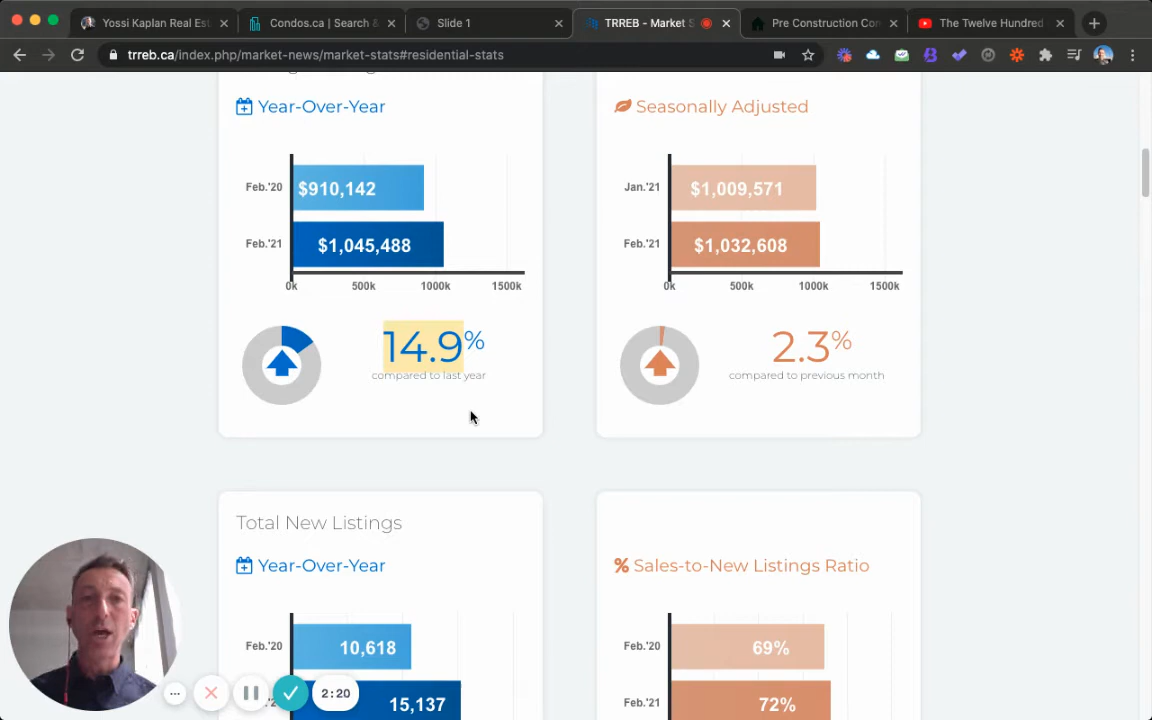 Yossi Kaplan Real Est
Condos.ca | Search &
Slide 1
TRREB - Market S
Pre Construction Con
The Twelve Hundred
trreb.ca/index.php/market-news/market-stats#residential-stats
Year-Over-Year
Feb.'20
$910,142
Feb.'21
$1,045,488
0k
500k
1000k
1500k
14.9%
compared to last year
Seasonally Adjusted
Jan.'21
$1,009,571
Feb.'21
$1,032,608
0k
500k
1000k
1500k
2.3%
compared to previous month
Total New Listings
Year-Over-Year
Feb.'20
10,618
15,137
% Sales-to-New Listings Ratio
Feb.'20
69%
Feb.'21
72%
2:20